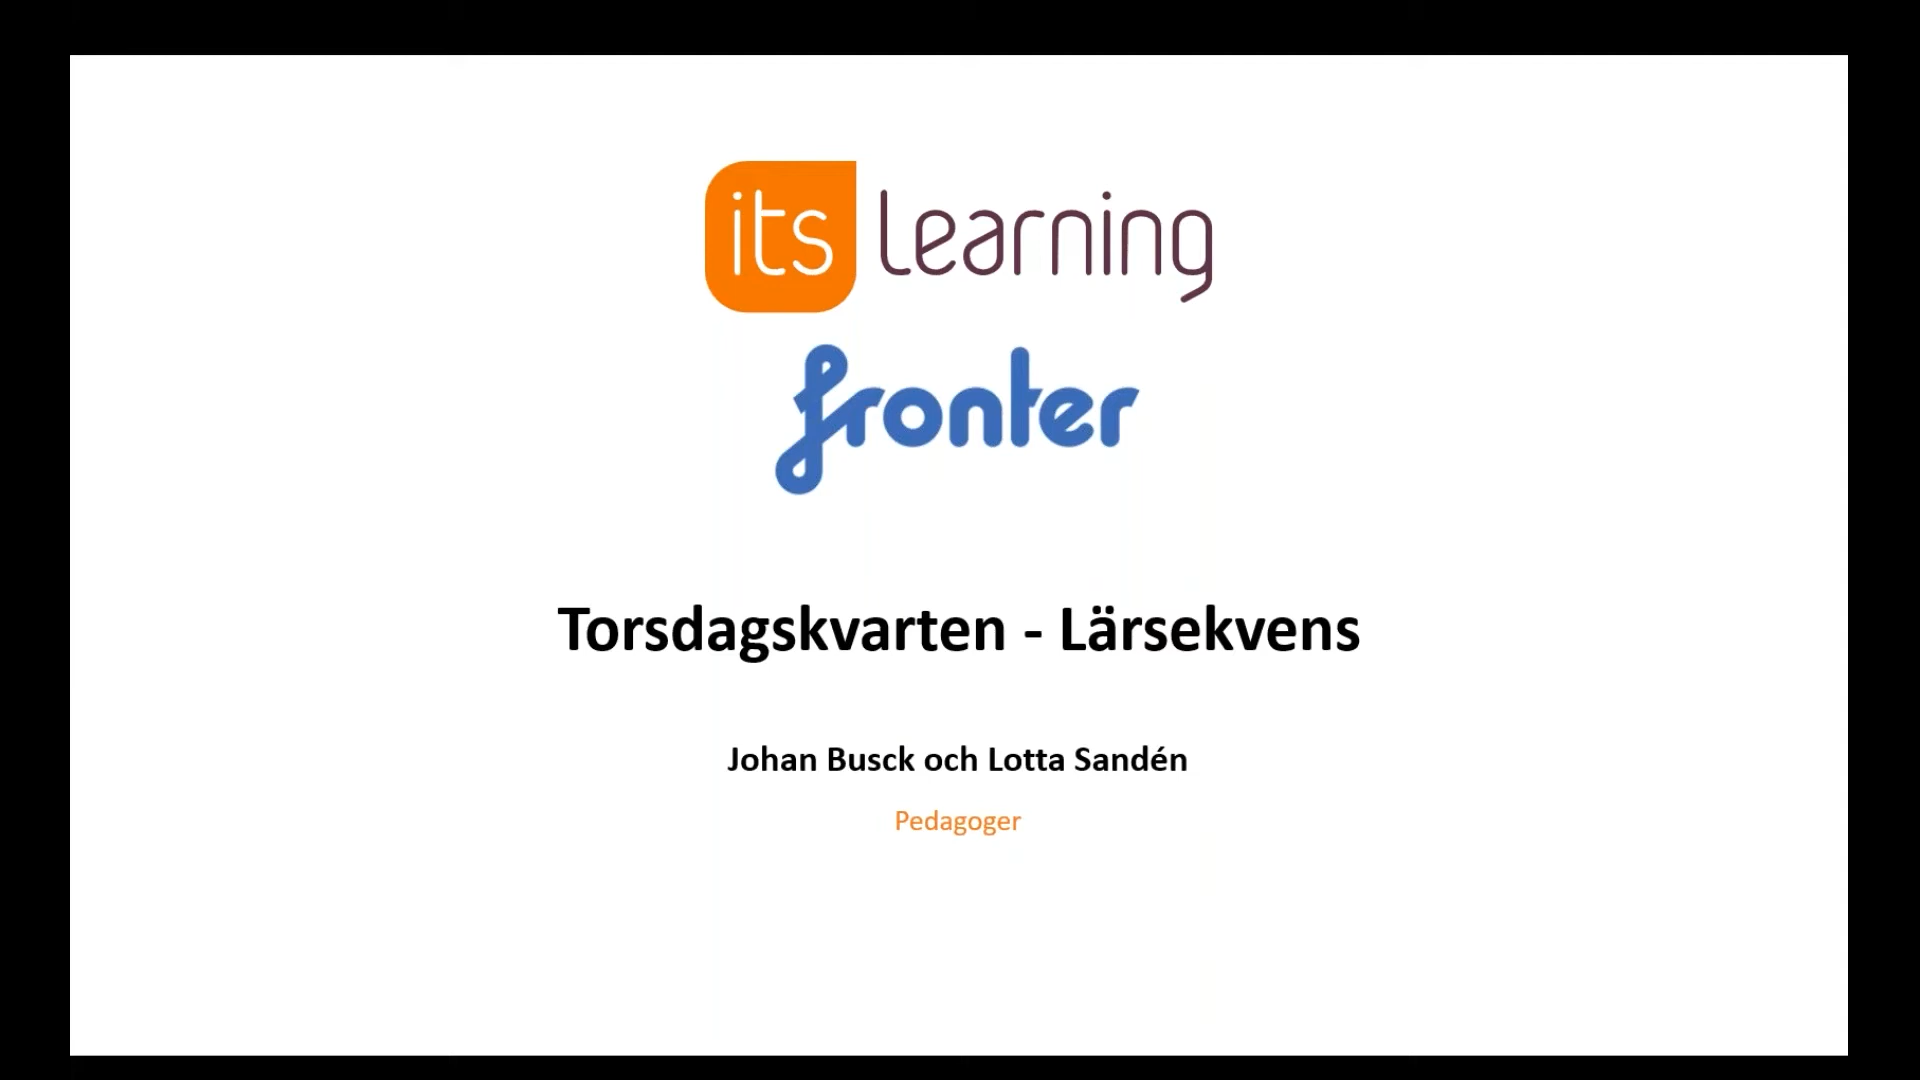 its learning
fronter
Torsdagskvarten - Lärsekvens
Johan Busck och Lotta Sandén
Pedagoger